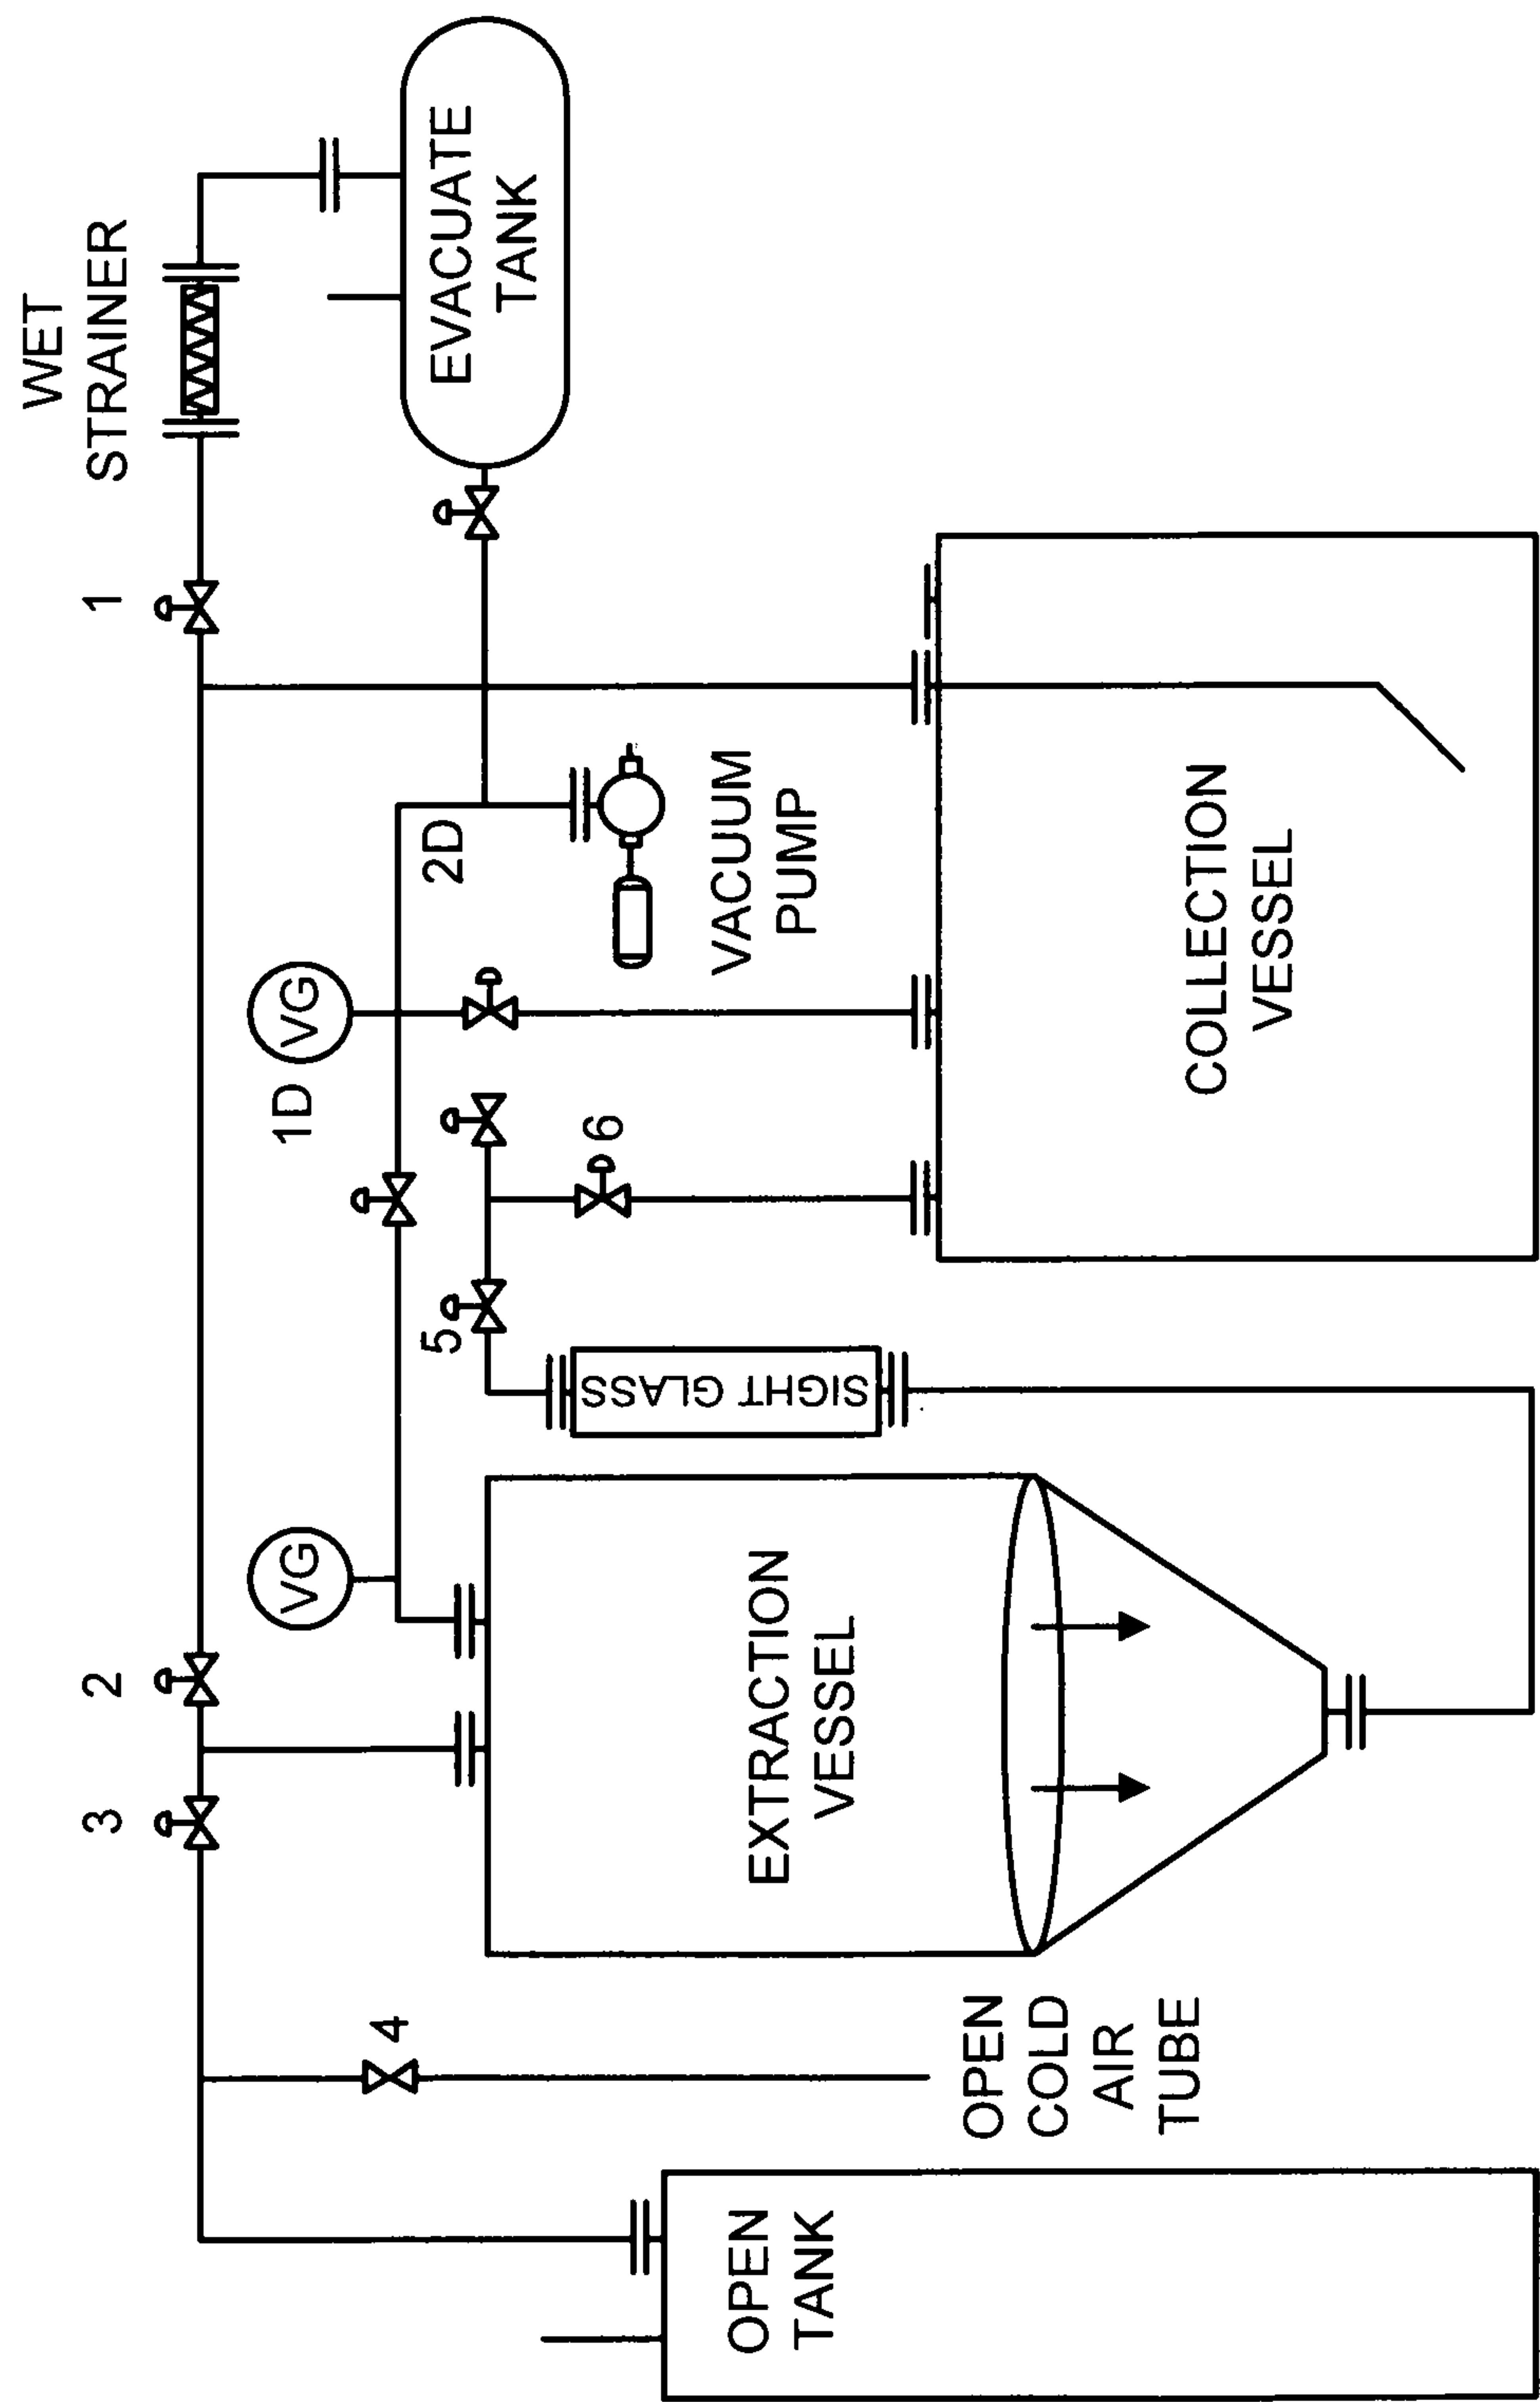 WET
STRAINER
EVACUATE
TANK
1
2D
VACUUM
PUMP
VG
1D
6
5
SIGHT GLASS
COLLECTION
VESSEL
VG
2
3
EXTRACTION
VESSEL
4
OPEN
COLD
AIR
TUBE
OPEN
TANK